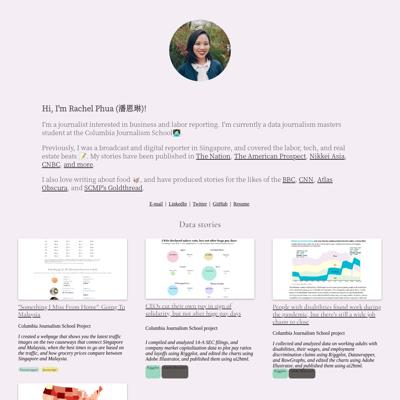 Hi, I'm Rachel Phua (潘恩琳)!
I'm a journalist interested in business and labor reporting. I'm currently a data journalism masters
student at the Columbia Journalism School
Previously, I was a broadcast and digital reporter in Singapore, and covered the labor, tech, and real
estate beats. My stories have been published in The Nation, The American Prospect, Nikkei Asia,
CNBC, and more.
I also love writing about food, and have produced stories for the likes of the BBC, CNN, Atlas
Obscura, and SCMP's Goldthread.
E-mail | LinkedIn | Twitter | GitHub | Resume
Data stories
"Something I Miss From Home": Going To
Malaysia
Columbia Journalism School Project
I created a webpage that shows you the latest traffic
images on the two causeways that connect Singapore
and Malaysia, when the best times to go are based on
the traffic, and how grocery prices compare between
Singapore and Malaysia.
CEOs cut their own pay in sign of
solidarity, but not after huge pay days
Columbia Journalism School project
I compiled and analyzed 14-A SEC filings, and
company market capitalization data to plot pay ratios
and layoffs using Rggplot, and edited the charts using
Adobe Illustrator, and published them using ai2html.
People with disabilities found work during
the pandemic, but there's still a wide job
chasm to close
Columbia Journalism School project
I collected and analyzed data on working adults with
disabilities, their wages, and employment
discrimination claims using Rggplot, Datawrapper,
and RawGraphs, and edited the charts using Adobe
Illustrator, and published them using ai2html.